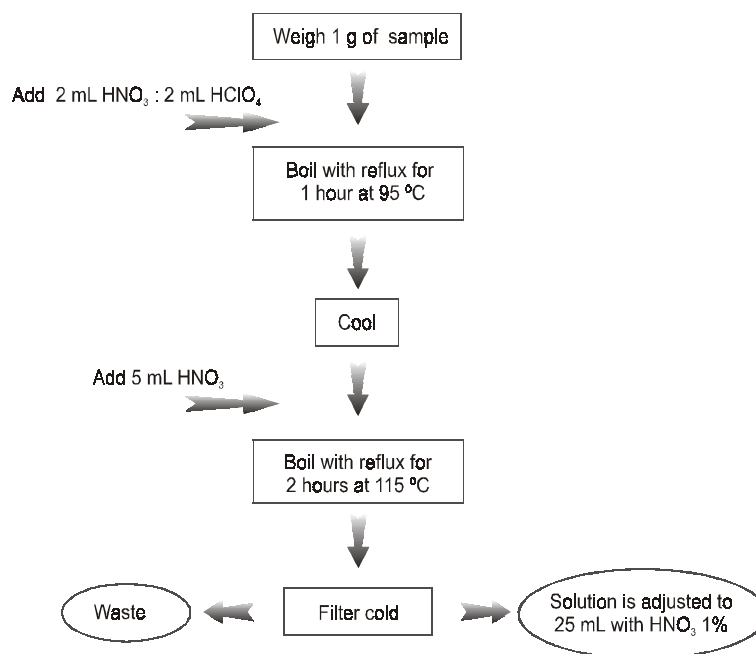 Weigh 1 g of sample
Add 2 mL HNO₃ : 2 mL HClO₄
Boil with reflux for
1 hour at 95 ºC
Cool
Add 5 mL HNO₃
Boil with reflux for
2 hours at 115 ºC
Waste
Filter cold
Solution is adjusted to
25 mL with HNO₃ 1%